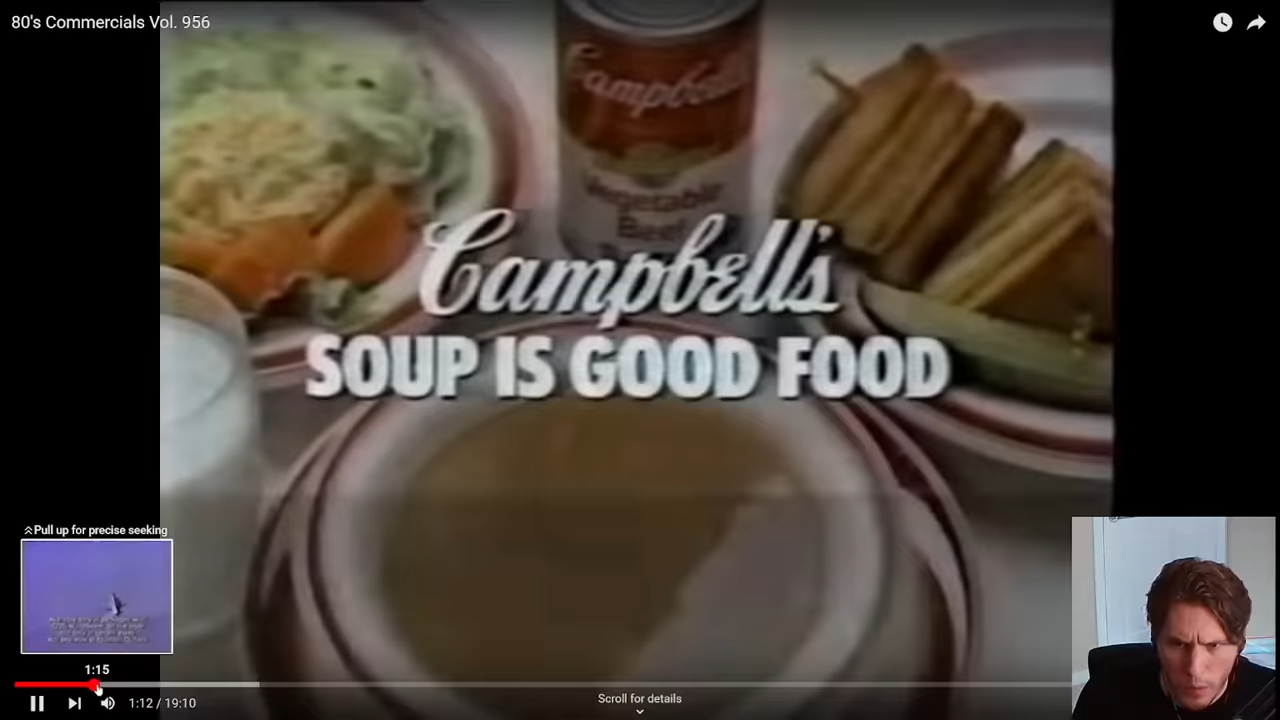 80's Commercials Vol. 956
Campbell's
Vegetable
Beef
Campbell's
SOUP IS GOOD FOOD
Pull up for precise seeking
1:15
1:12 / 19:10
Scroll for details